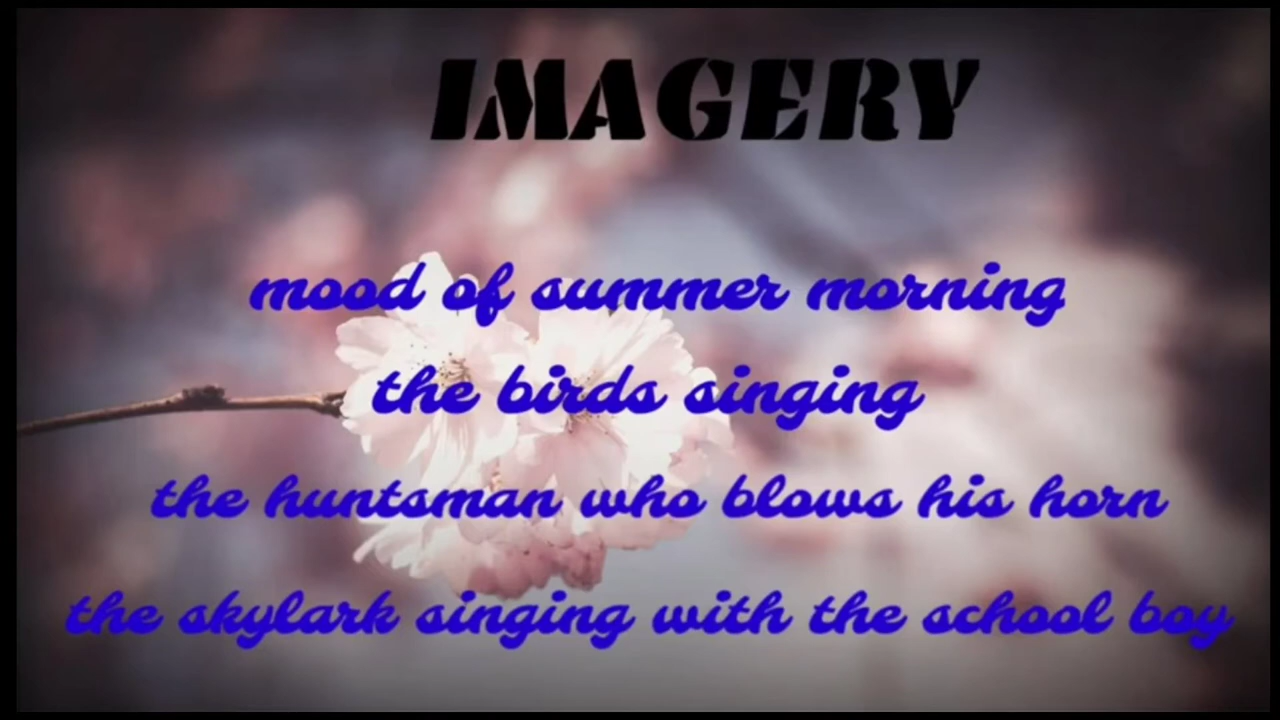 IMAGERY
mood of summer morning
the birds singing
the huntsman who blows his horn
the skylark singing with the school boy